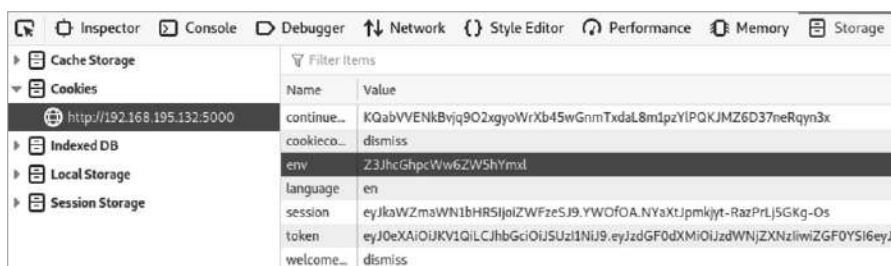 Inspector Console Debugger Network {} Style Editor Performance Memory Storage
Cache Storage
Filter Items
Cookies
Name Value
http://192.168.195.132:5000
continue... KQabVVENkBvjq9O2xgyoWrXb45wGnmTxdaL8m1pzYlPQKJMZ6D37neRqyn3x
cookieco... dismiss
Indexed DB
env Z3JhcGhpcWw6ZW5hYmxl
Local Storage
language en
Session Storage
session eyJkaWZmaWN1bHR5IjoiZWFzeSJ9.YWOfOA.NYaXtJpmkjyt-RazPrLj5GKg-Os
token eyJ0eXAiOiJKV1QiLCJhbGciOiJSUzI1NiJ9.eyJzdGF0dXMiOiJzdWNjZXNzIiwiZGF0YSI6eyJ
welcome... dismiss